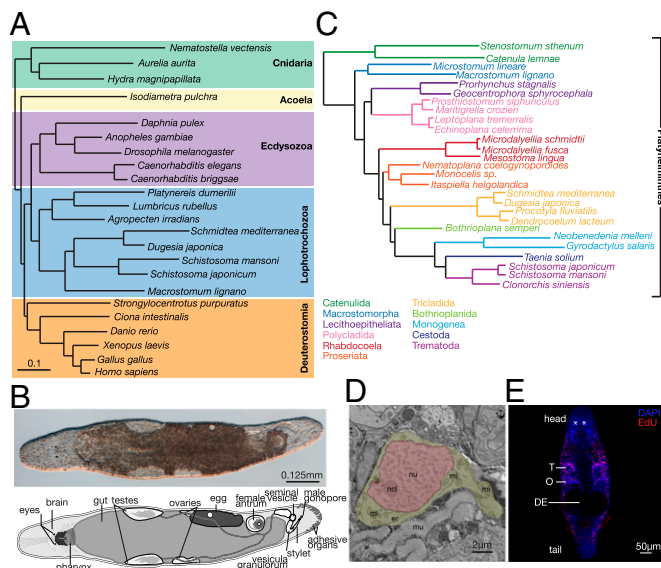 A
Nematostella vectensis
Aurelia aurita
Cnidaria
Hydra magnipapillata
Isodiametra pulchra
Acoela
Daphnia pulex
Anopheles gambiae
Drosophila melanogaster
Caenorhabditis elegans
Caenorhabditis briggsae
Ecdysozoa
Platynereis dumerilii
Lumbricus rubellus
Agropecten irradians
Schmidtea mediterranea
Dugesia japonica
Schistosoma mansoni
Schistosoma japonicum
Macrostomum lignano
Lophotrochozoa
Strongylocentrotus purpuratus
Ciona intestinalis
Danio rerio
Xenopus laevis
Gallus gallus
Homo sapiens
Deuterostomia
0.1
C
Stenostomum sthenum
Catenula lemnae
Microstomum lineare
Macrostomum lignano
Prorhynchus stagnalis
Geocentrophora sphyrocephala
Prosthiostomum siphunculus
Maritigrella crozieri
Leptoplana tremerralis
Echinoplana celerrima
Microdalyellia schmidtii
Microdalyellia fusca
Mesostoma lingua
Nematoplana coelogynoporoides
Monocelis sp.
Itaspiella helgolandica
Schmidtea mediterranea
Dugesia japonica
Procotyla fluviatilis
Dendrocoelum lacteum
Bothrioplana semperi
Neobenedenia melleni
Gyrodactylus salaris
Taenia solium
Schistosoma japonicum
Schistosoma mansoni
Clonorchis siniensis
Catenulida
Macrostomorpha
Lecithoepitheliata
Polycladida
Rhabdocoela
Proseriata
Tricladida
Bothrioplanida
Monogenea
Cestoda
Trematoda
B
0.125mm
eyes
brain
pharynx
gut
testes
ovaries
egg
female antrum
seminal vesicle
male gonopore
vesicula granulorum
stylet
adhesive organs
D
nu
ncl
mi
mi
m
er
mu
2µm
E
head
* *
DAPI
EdU
T
O
DE
tail
50µm